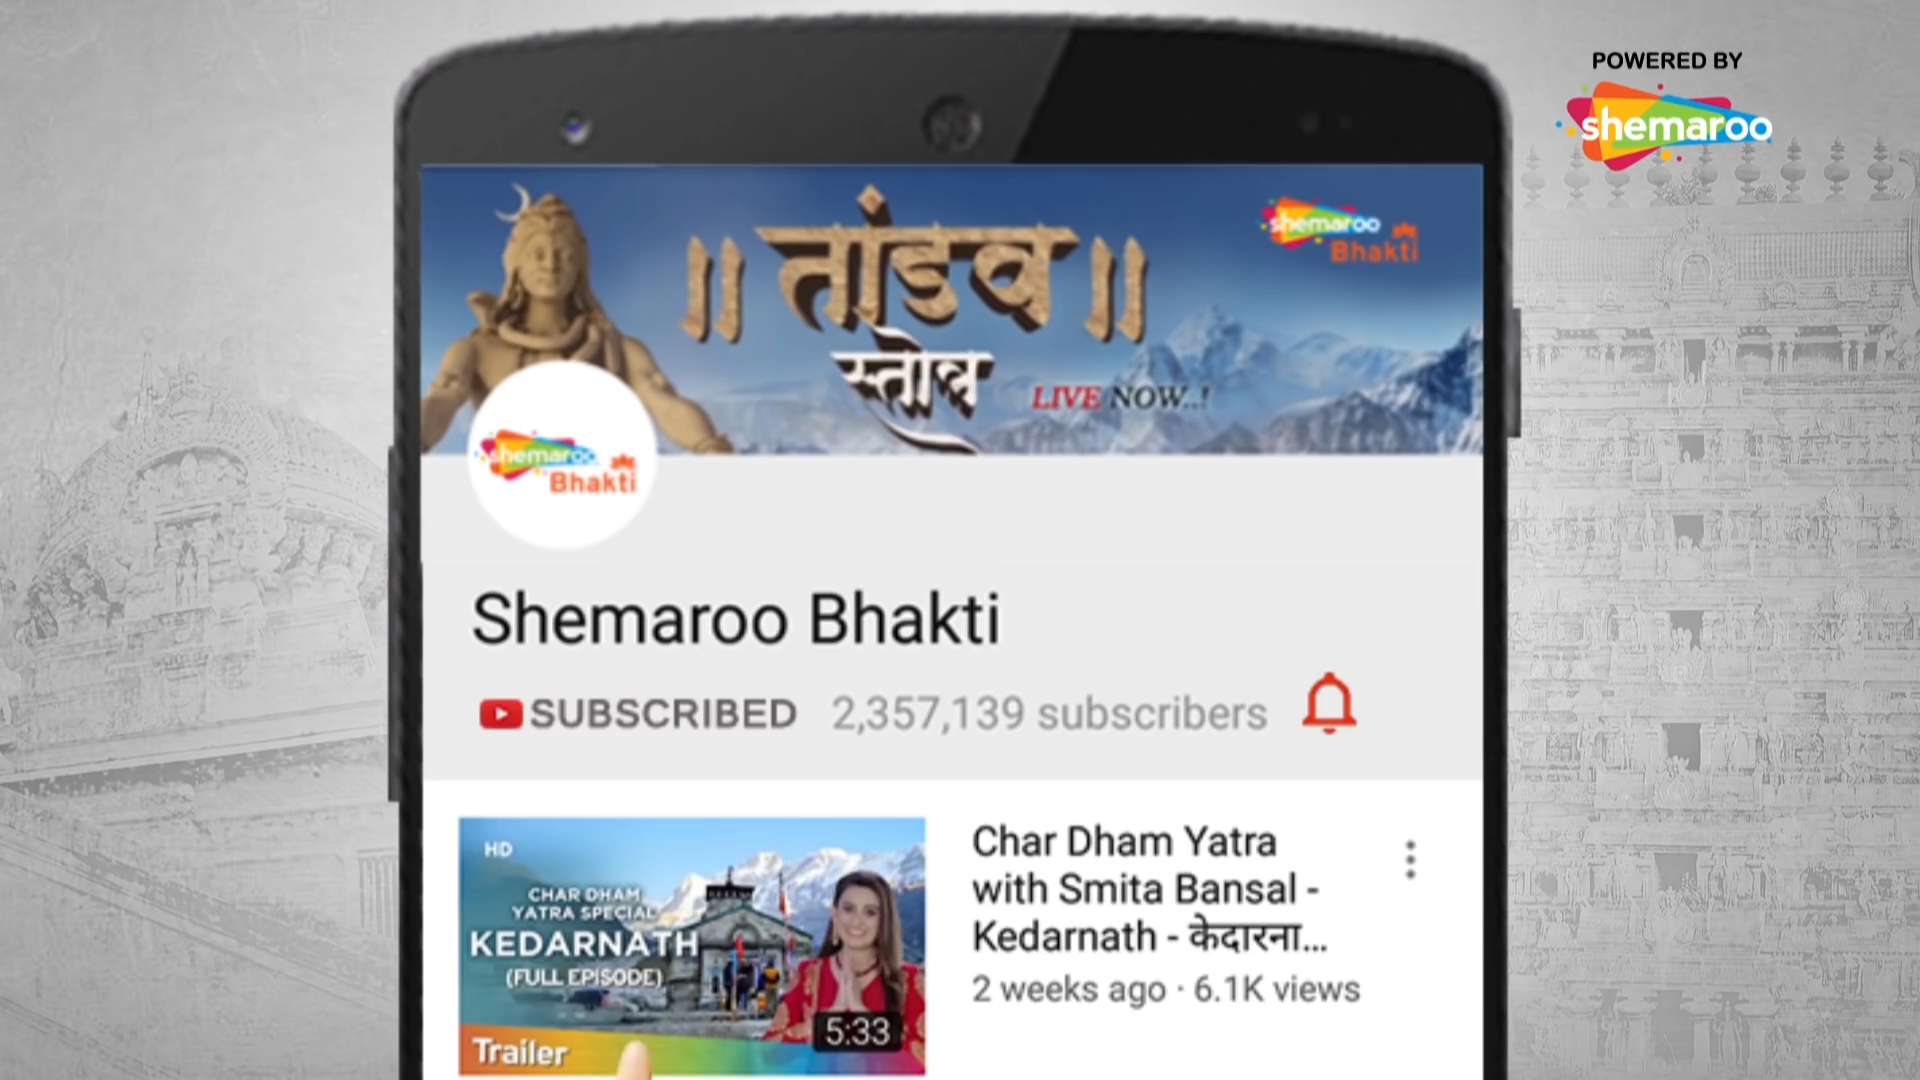 POWERED BY
shemaroo
shemaroo
Bhakti
॥ तांडव ॥
स्तोत्र
LIVE NOW..!
shemaroo
Bhakti
Shemaroo Bhakti
SUBSCRIBED 2,357,139 subscribers
HD
CHAR DHAM
YATRA SPECIAL
KEDARNATH
(FULL EPISODE)
Trailer
5:33
Char Dham Yatra
with Smita Bansal -
Kedarnath - केदारना...
2 weeks ago · 6.1K views